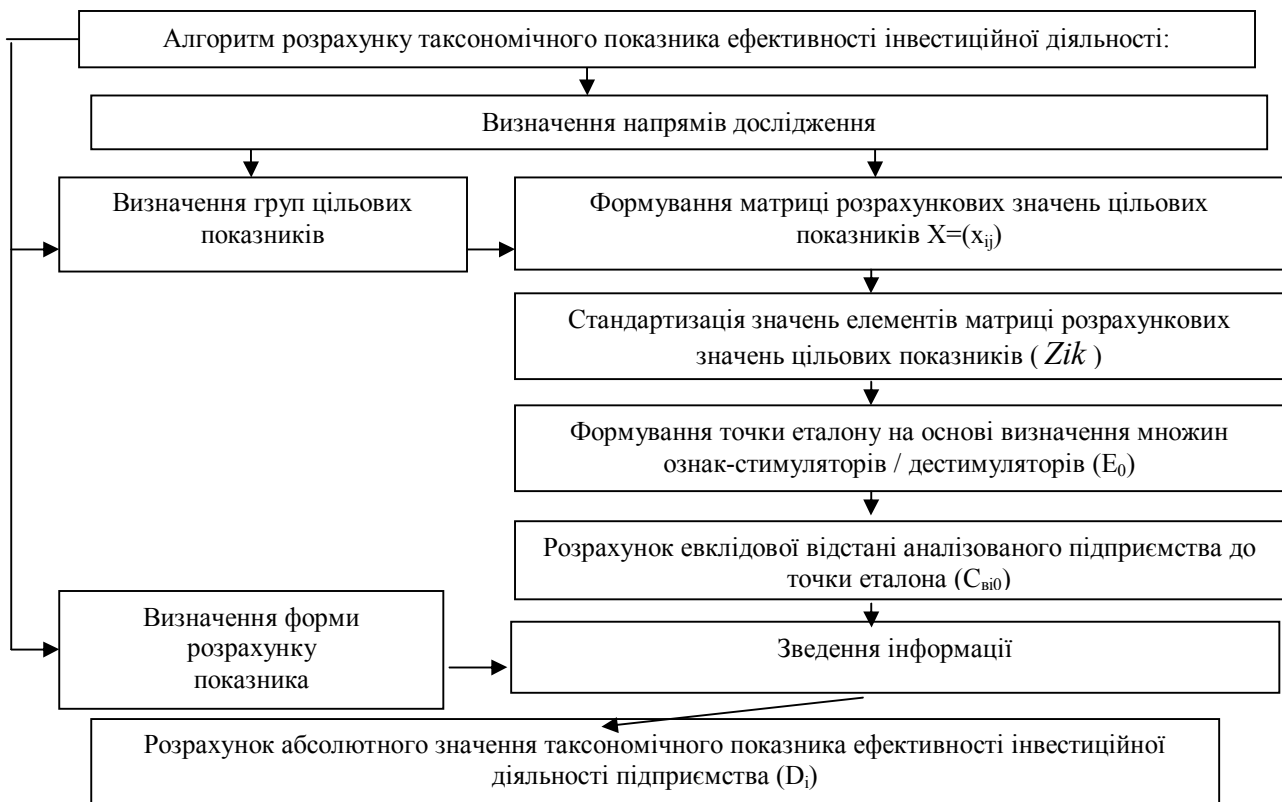 Алгоритм розрахунку таксономічного показника ефективності інвестиційної діяльності:
Визначення напрямів дослідження
Визначення груп цільових
показників
Формування матриці розрахункових значень цільових
показників X=(x_ij)
Стандартизація значень елементів матриці розрахункових
значень цільових показників ( Zik )
Формування точки еталону на основі визначення множин
ознак-стимуляторів / дестимуляторів (E₀)
Розрахунок евклідової відстані аналізованого підприємства до
точки еталона (C_ві0)
Визначення форми
розрахунку
показника
Зведення інформації
Розрахунок абсолютного значення таксономічного показника ефективності інвестиційної
діяльності підприємства (D_i)